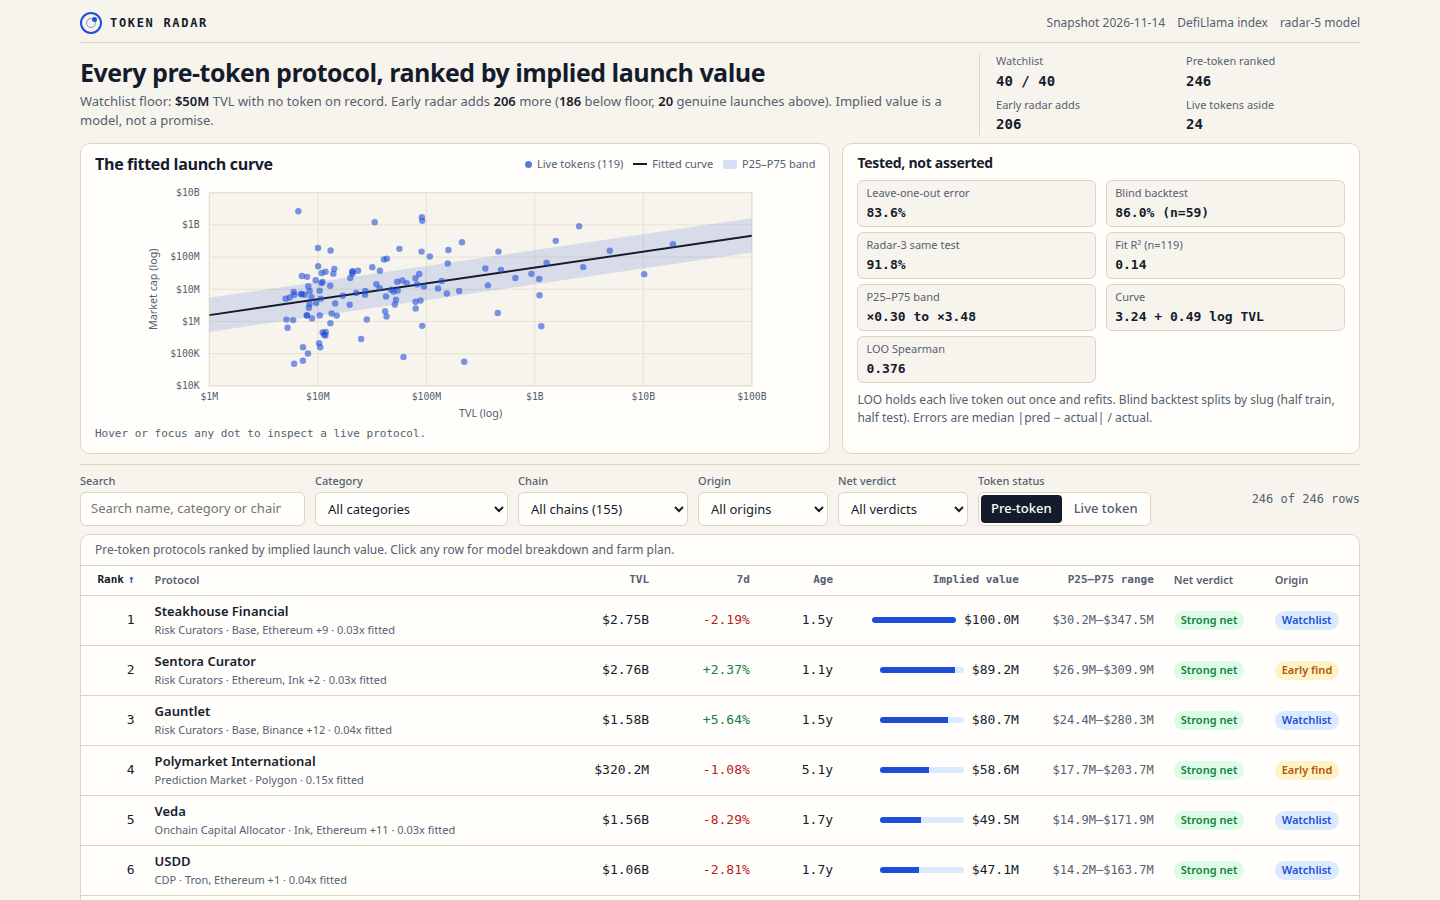 TOKEN RADAR
Snapshot 2026-11-14 DefiLlama index radar-5 model
Every pre-token protocol, ranked by implied launch value
Watchlist floor: $50M TVL with no token on record. Early radar adds 206 more (186 below floor, 20 genuine launches above). Implied value is a
model, not a promise.
Watchlist
40 / 40
Pre-token ranked
246
Early radar adds
206
Live tokens aside
24
The fitted launch curve
Live tokens (119) Fitted curve P25–P75 band
Market cap (log)
$10B
$1B
$100M
$10M
$1M
$100K
$10K
$1M $10M $100M $1B $10B $100B
TVL (log)
Hover or focus any dot to inspect a live protocol.
Tested, not asserted
Leave-one-out error
83.6%
Blind backtest
86.0% (n=59)
Radar-3 same test
91.8%
Fit R² (n=119)
0.14
P25–P75 band
×0.30 to ×3.48
Curve
3.24 + 0.49 log TVL
LOO Spearman
0.376
LOO holds each live token out once and refits. Blind backtest splits by slug (half train,
half test). Errors are median |pred − actual| / actual.
Search
Search name, category or chain
Category
All categories
Chain
All chains (155)
Origin
All origins
Net verdict
All verdicts
Token status
Pre-token Live token
246 of 246 rows
Pre-token protocols ranked by implied launch value. Click any row for model breakdown and farm plan.
Rank ↑ Protocol TVL 7d Age Implied value P25–P75 range Net verdict Origin
1 Steakhouse Financial $2.75B -2.19% 1.5y $100.0M $30.2M–$347.5M Strong net Watchlist
Risk Curators · Base, Ethereum +9 · 0.03x fitted
2 Sentora Curator $2.76B +2.37% 1.1y $89.2M $26.9M–$309.9M Strong net Early find
Risk Curators · Ethereum, Ink +2 · 0.03x fitted
3 Gauntlet $1.58B +5.64% 1.5y $80.7M $24.4M–$280.3M Strong net Watchlist
Risk Curators · Base, Binance +12 · 0.04x fitted
4 Polymarket International $320.2M -1.08% 5.1y $58.6M $17.7M–$203.7M Strong net Early find
Prediction Market · Polygon · 0.15x fitted
5 Veda $1.56B -8.29% 1.7y $49.5M $14.9M–$171.9M Strong net Watchlist
Onchain Capital Allocator · Ink, Ethereum +11 · 0.03x fitted
6 USDD $1.06B -2.81% 1.7y $47.1M $14.2M–$163.7M Strong net Watchlist
CDP · Tron, Ethereum +1 · 0.04x fitted